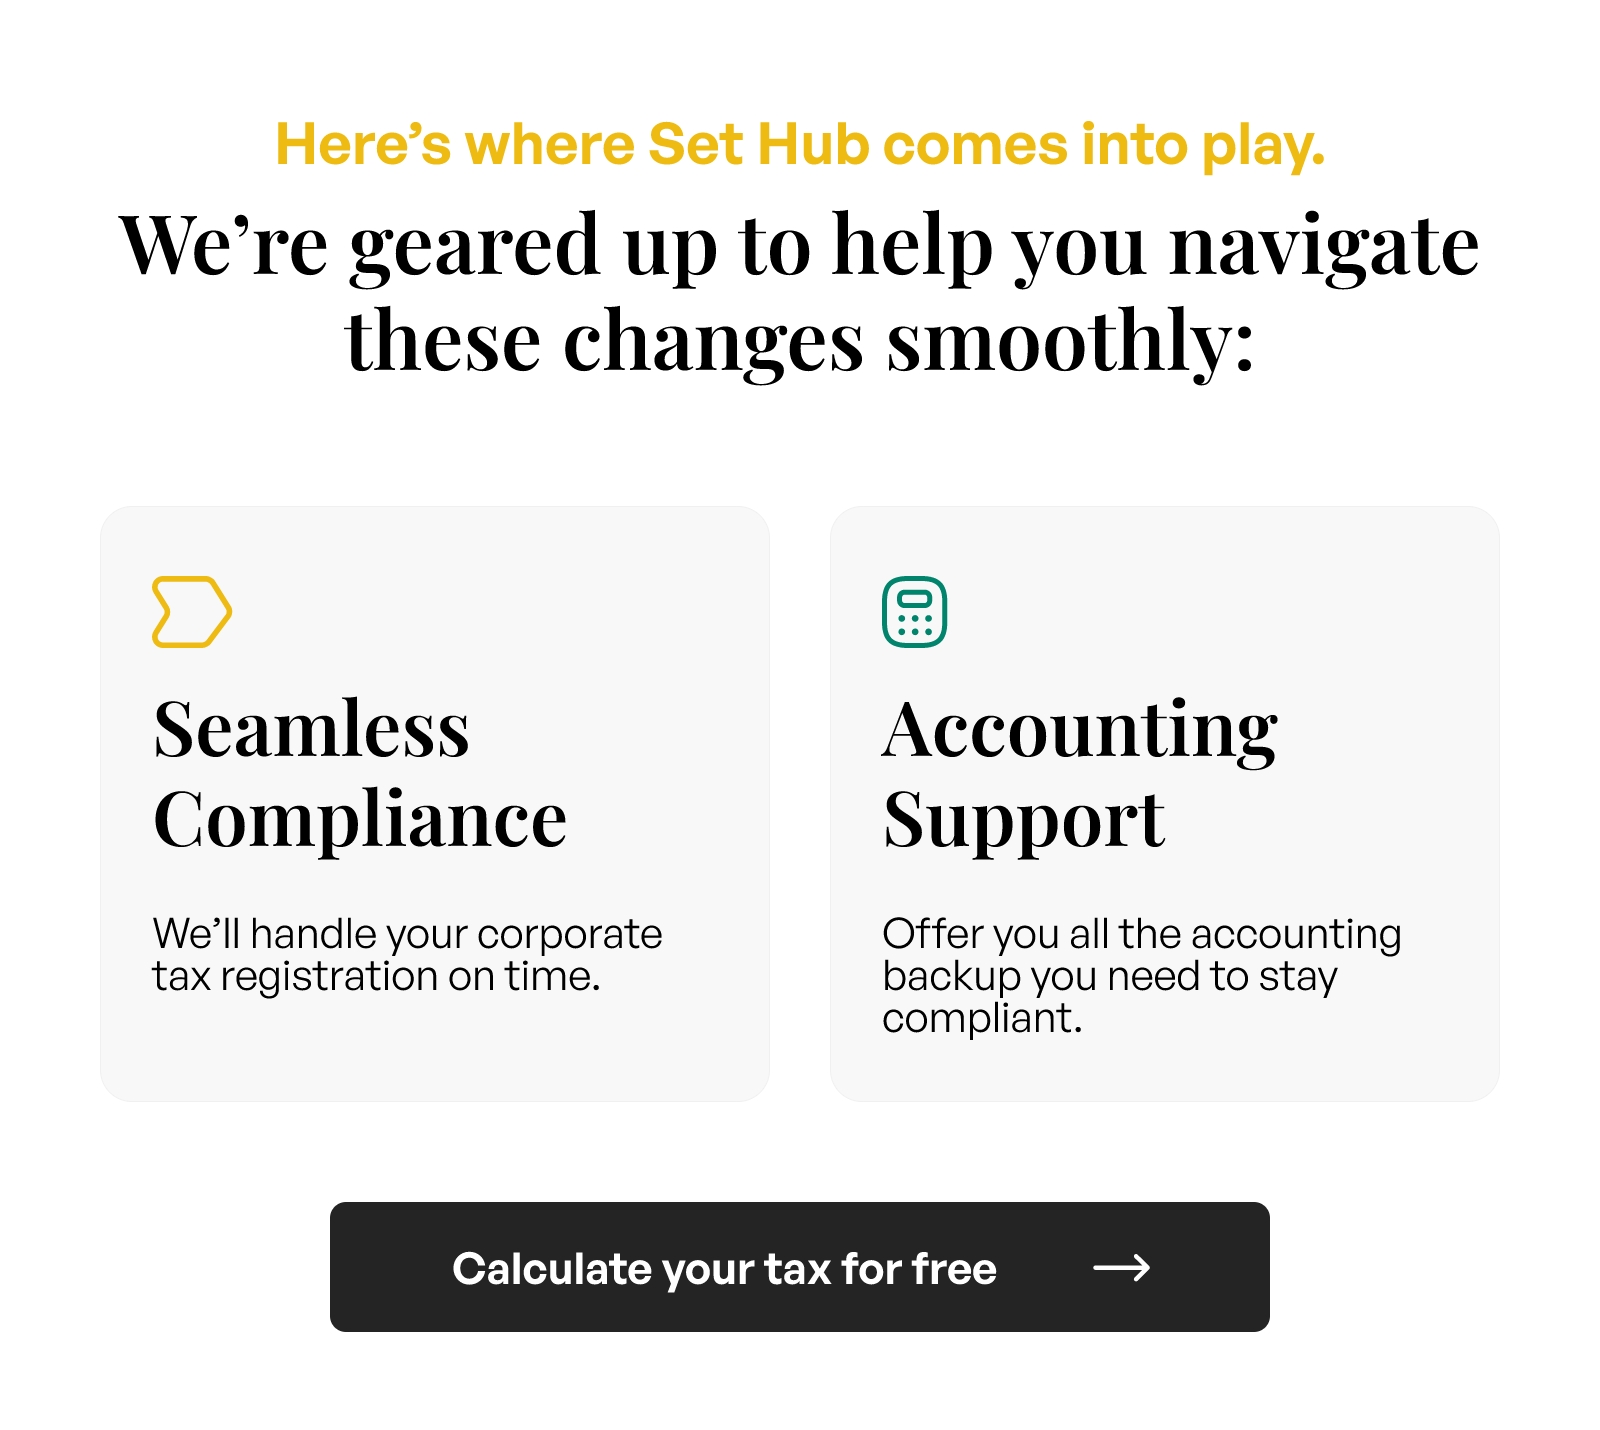 Here’s where Set Hub comes into play.
We’re geared up to help you navigate
these changes smoothly:
Seamless
Compliance
We’ll handle your corporate
tax registration on time.
Accounting
Support
Offer you all the accounting
backup you need to stay
compliant.
Calculate your tax for free